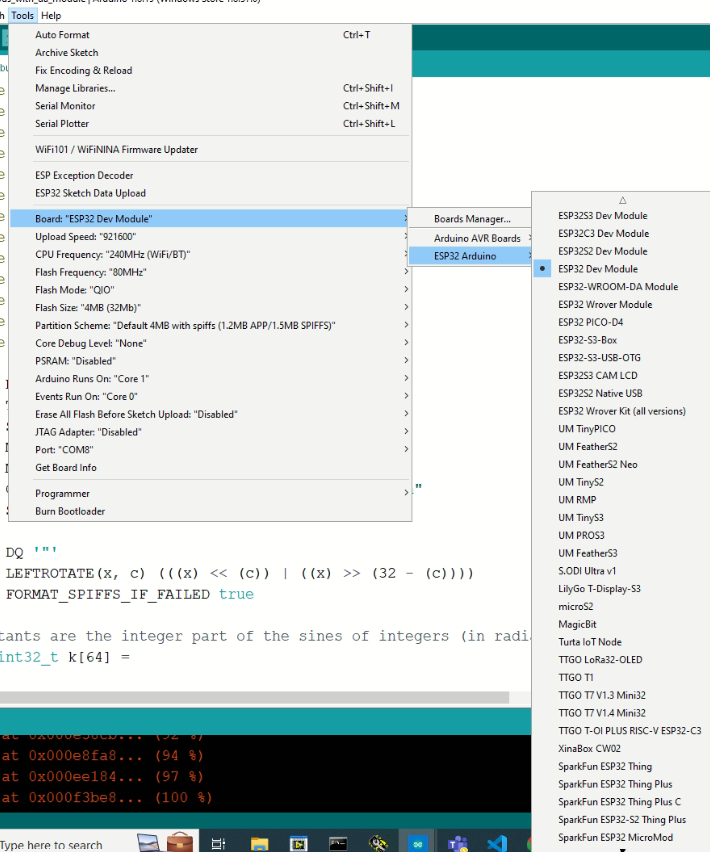 Tools Help
Auto Format Ctrl+T
Archive Sketch
Fix Encoding & Reload
Manage Libraries... Ctrl+Shift+I
Serial Monitor Ctrl+Shift+M
Serial Plotter Ctrl+Shift+L
WiFi101 / WiFiNINA Firmware Updater
ESP Exception Decoder
ESP32 Sketch Data Upload
Board: "ESP32 Dev Module"
Upload Speed: "921600"
CPU Frequency: "240MHz (WiFi/BT)"
Flash Frequency: "80MHz"
Flash Mode: "QIO"
Flash Size: "4MB (32Mb)"
Partition Scheme: "Default 4MB with spiffs (1.2MB APP/1.5MB SPIFFS)"
Core Debug Level: "None"
PSRAM: "Disabled"
Arduino Runs On: "Core 1"
Events Run On: "Core 0"
Erase All Flash Before Sketch Upload: "Disabled"
JTAG Adapter: "Disabled"
Port: "COM8"
Get Board Info
Programmer
Burn Bootloader
Boards Manager...
Arduino AVR Boards
ESP32 Arduino
ESP32S3 Dev Module
ESP32C3 Dev Module
ESP32S2 Dev Module
ESP32 Dev Module
ESP32-WROOM-DA Module
ESP32 Wrover Module
ESP32 PICO-D4
ESP32-S3-Box
ESP32-S3-USB-OTG
ESP32S3 CAM LCD
ESP32S2 Native USB
ESP32 Wrover Kit (all versions)
UM TinyPICO
UM FeatherS2
UM FeatherS2 Neo
UM TinyS2
UM RMP
UM TinyS3
UM PROS3
UM FeatherS3
S.ODI Ultra v1
LilyGo T-Display-S3
microS2
MagicBit
Turta IoT Node
TTGO LoRa32-OLED
TTGO T1
TTGO T7 V1.3 Mini32
TTGO T7 V1.4 Mini32
TTGO T-OI PLUS RISC-V ESP32-C3
XinaBox CW02
SparkFun ESP32 Thing
SparkFun ESP32 Thing Plus
SparkFun ESP32 Thing Plus C
SparkFun ESP32-S2 Thing Plus
SparkFun ESP32 MicroMod
DQ '"'
LEFTROTATE(x, c) (((x) << (c)) | ((x) >> (32 - (c))))
FORMAT_SPIFFS_IF_FAILED true
tants are the integer part of the sines of integers (in radi
int32_t k[64] =
at 0x000e8fa8... (94 %)
at 0x000ee184... (97 %)
at 0x000f3be8... (100 %)
Type here to search